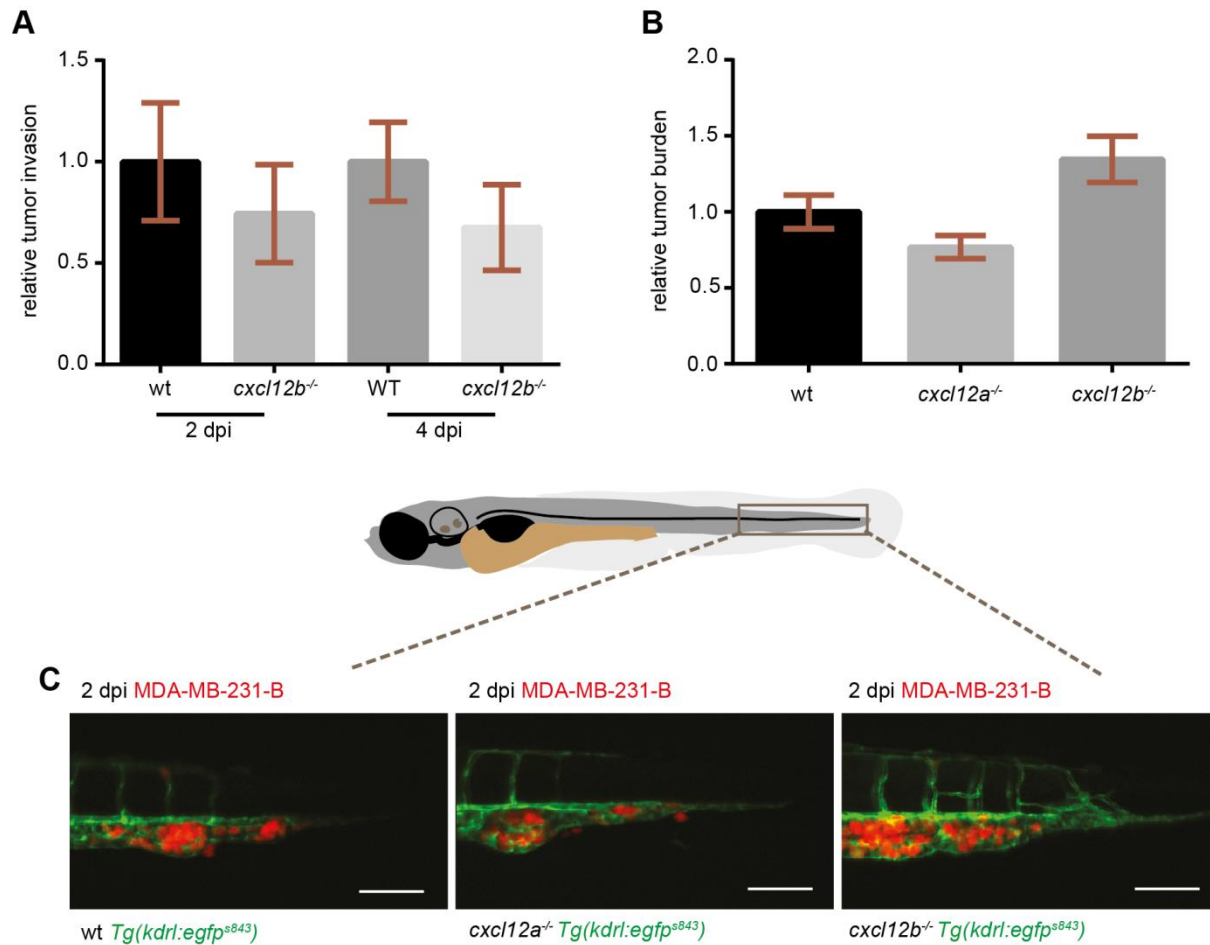 A
relative tumor invasion
1.5
1.0
0.5
0.0
wt
cxcl12b-/-
WT
cxcl12b-/-
2 dpi
4 dpi
B
relative tumor burden
2.0
1.5
1.0
0.5
0.0
wt
cxcl12a-/-
cxcl12b-/-
C
2 dpi MDA-MB-231-B
2 dpi MDA-MB-231-B
2 dpi MDA-MB-231-B
wt Tg(kdrl:egfps843)
cxcl12a-/- Tg(kdrl:egfps843)
cxcl12b-/- Tg(kdrl:egfps843)